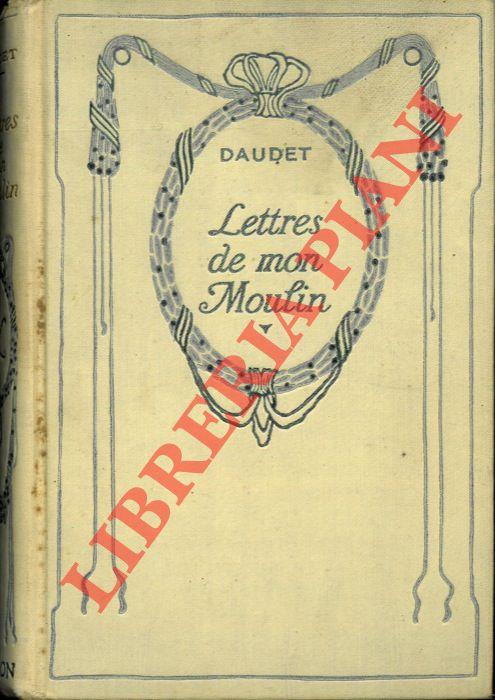 DAUDET
Lettres
de mon
Moulin
LIBRERIA PIANI